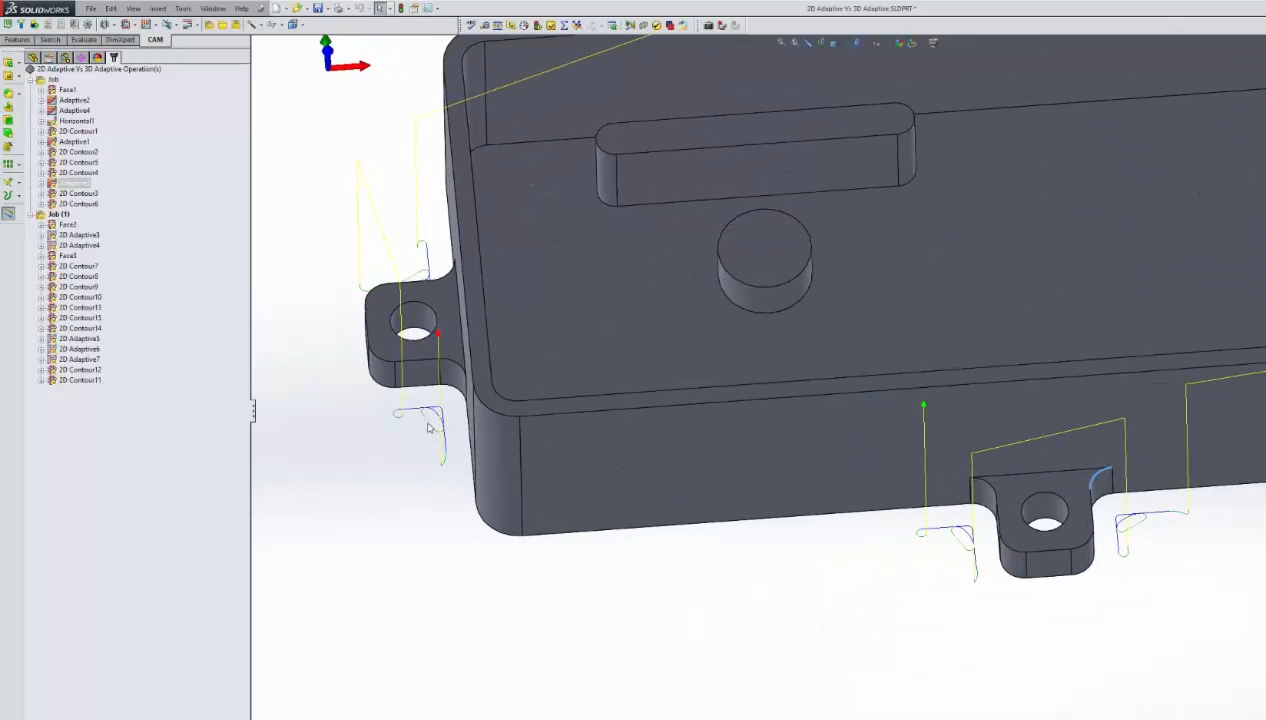 SOLIDWORKS File Edit View Insert Tools Window Help 2D Adaptive Vs 3D Adaptive.SLDPRT *
Features Sketch Evaluate DimXpert CAM
2D Adaptive Vs 3D Adaptive Operation(s)
Job
Face1
Adaptive2
Adaptive4
Horizontal1
2D Contour1
Adaptive1
2D Contour2
2D Contour5
2D Contour4
2D Contour3
2D Contour6
Job (1)
Face2
2D Adaptive3
2D Adaptive4
Face3
2D Contour7
2D Contour8
2D Contour9
2D Contour10
2D Contour13
2D Contour15
2D Contour14
2D Adaptive5
2D Adaptive6
2D Adaptive7
2D Contour12
2D Contour11